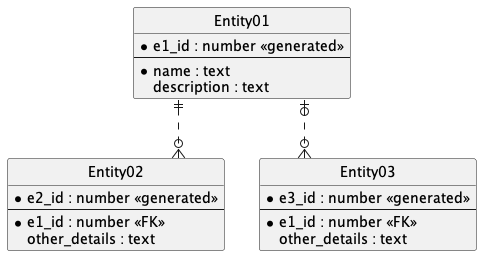 Entity01
e1_id : number «generated»
name : text
description : text
Entity02
e2_id : number «generated»
e1_id : number «FK»
other_details : text
Entity03
e3_id : number «generated»
e1_id : number «FK»
other_details : text